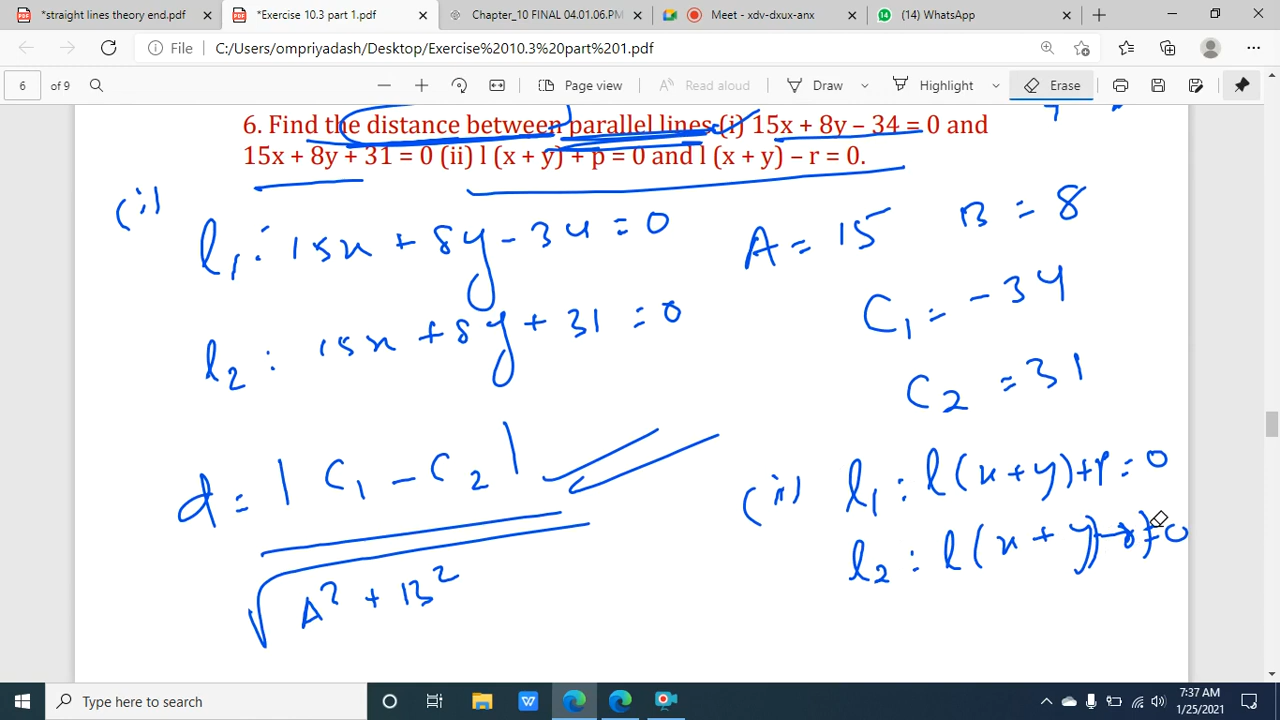 *straight lines theory end.pdf
*Exercise 10.3 part 1.pdf
Chapter_10 FINAL 04.01.06.PM
Meet - xdv-dxux-anx
(14) WhatsApp
File C:/Users/ompriyadash/Desktop/Exercise%2010.3%20part%201.pdf
6 of 9
Page view
Read aloud
Draw
Highlight
Erase
6. Find the distance between parallel lines (i) 15x + 8y – 34 = 0 and
15x + 8y + 31 = 0 (ii) l (x + y) + p = 0 and l (x + y) – r = 0.
(i)
l₁ : 15x + 8y - 34 = 0
A = 15 B = 8
C₁ = -34
l₂ : 15x + 8y + 31 = 0
C₂ = 31
d = |C₁ - C₂|
√A² + B²
(ii) l₁ : l(x+y)+p = 0
l₂ : l(x+y)-r = 0
Type here to search
7:37 AM
1/25/2021